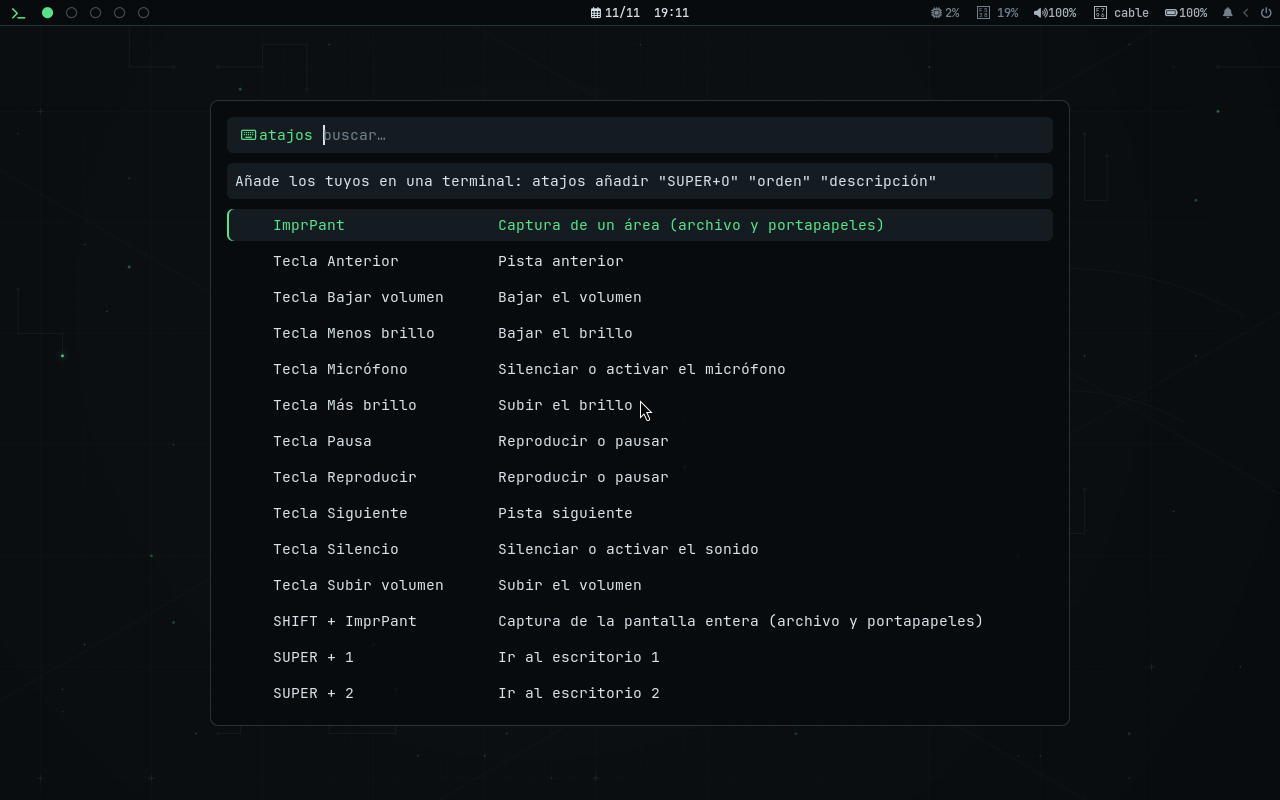 11/11 19:11
2% 19% 100% cable 100%
atajos buscar…
Añade los tuyos en una terminal: atajos añadir "SUPER+O" "orden" "descripción"
ImprPant Captura de un área (archivo y portapapeles)
Tecla Anterior Pista anterior
Tecla Bajar volumen Bajar el volumen
Tecla Menos brillo Bajar el brillo
Tecla Micrófono Silenciar o activar el micrófono
Tecla Más brillo Subir el brillo
Tecla Pausa Reproducir o pausar
Tecla Reproducir Reproducir o pausar
Tecla Siguiente Pista siguiente
Tecla Silencio Silenciar o activar el sonido
Tecla Subir volumen Subir el volumen
SHIFT + ImprPant Captura de la pantalla entera (archivo y portapapeles)
SUPER + 1 Ir al escritorio 1
SUPER + 2 Ir al escritorio 2